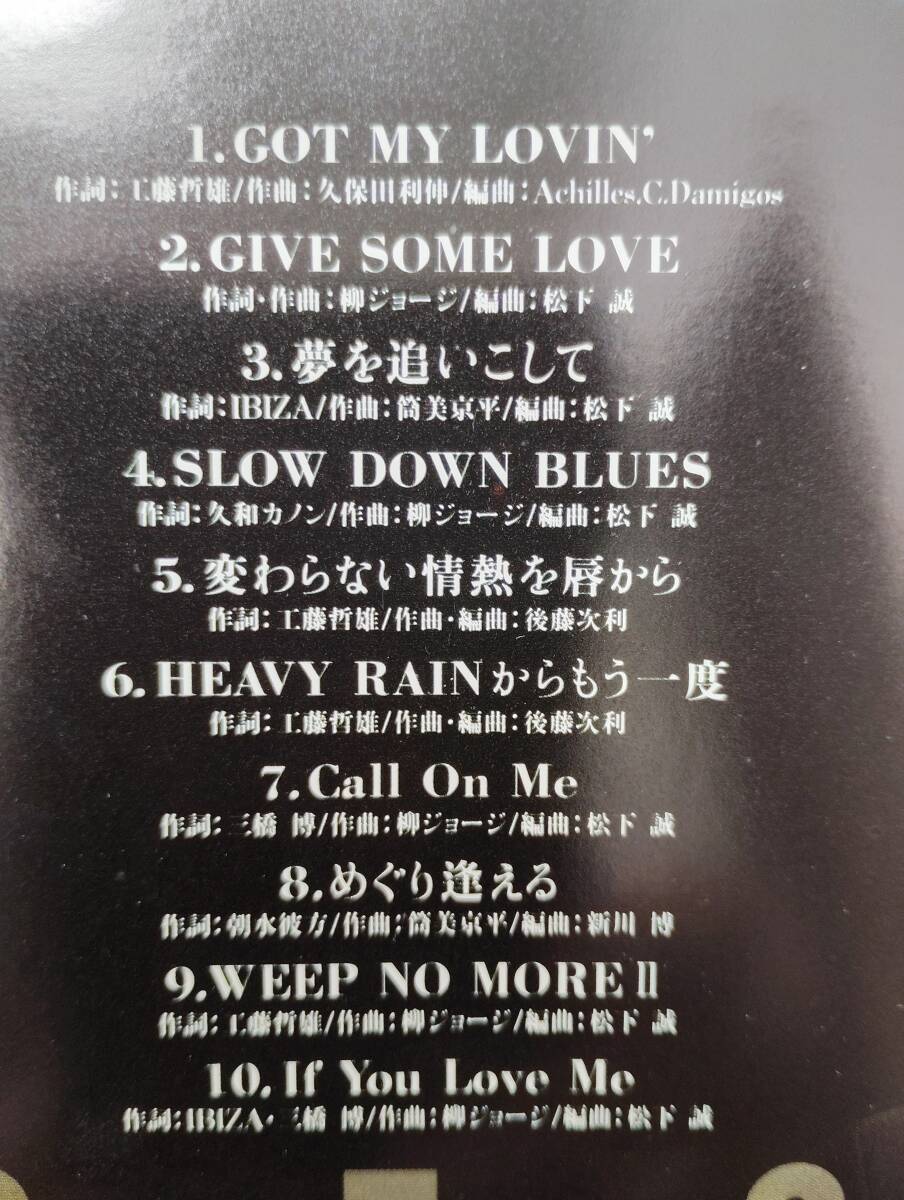 1.GOT MY LOVIN'
作詞：工藤哲雄/作曲：久保田利伸/編曲：Achilles.C.Damigos
2.GIVE SOME LOVE
作詞・作曲：柳ジョージ/編曲：松下 誠
3.夢を追いこして
作詞：IBIZA/作曲：筒美京平/編曲：松下 誠
4.SLOW DOWN BLUES
作詞：久和カノン/作曲：柳ジョージ/編曲：松下 誠
5.変わらない情熱を唇から
作詞：工藤哲雄/作曲・編曲：後藤次利
6.HEAVY RAINからもう一度
作詞：工藤哲雄/作曲・編曲：後藤次利
7.Call On Me
作詞：三橋 博/作曲：柳ジョージ/編曲：松下 誠
8.めぐり逢える
作詞：朝水彼方/作曲：筒美京平/編曲：新川 博
9.WEEP NO MORE II
作詞：工藤哲雄/作曲：柳ジョージ/編曲：松下 誠
10.If You Love Me
作詞：IBIZA・三橋 博/作曲：柳ジョージ/編曲：松下 誠